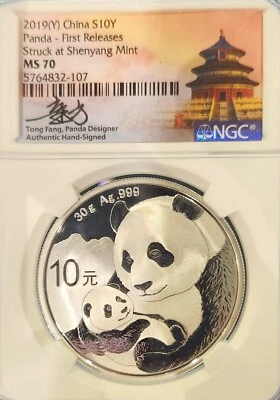 2019(Y) China S10Y
Panda - First Releases
Struck at Shenyang Mint
MS 70
5764832-107
Tong Fang, Panda Designer
Authentic Hand-Signed
NGC
30g Ag.999
10元